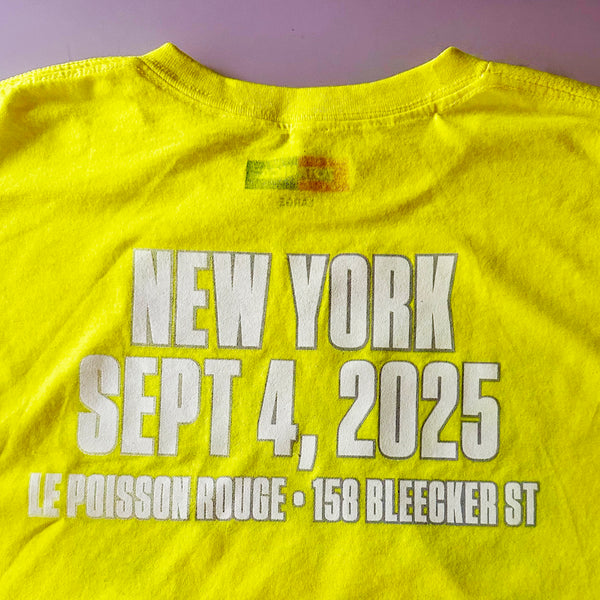 NEW YORK
SEPT 4, 2025
LE POISSON ROUGE • 158 BLEECKER ST